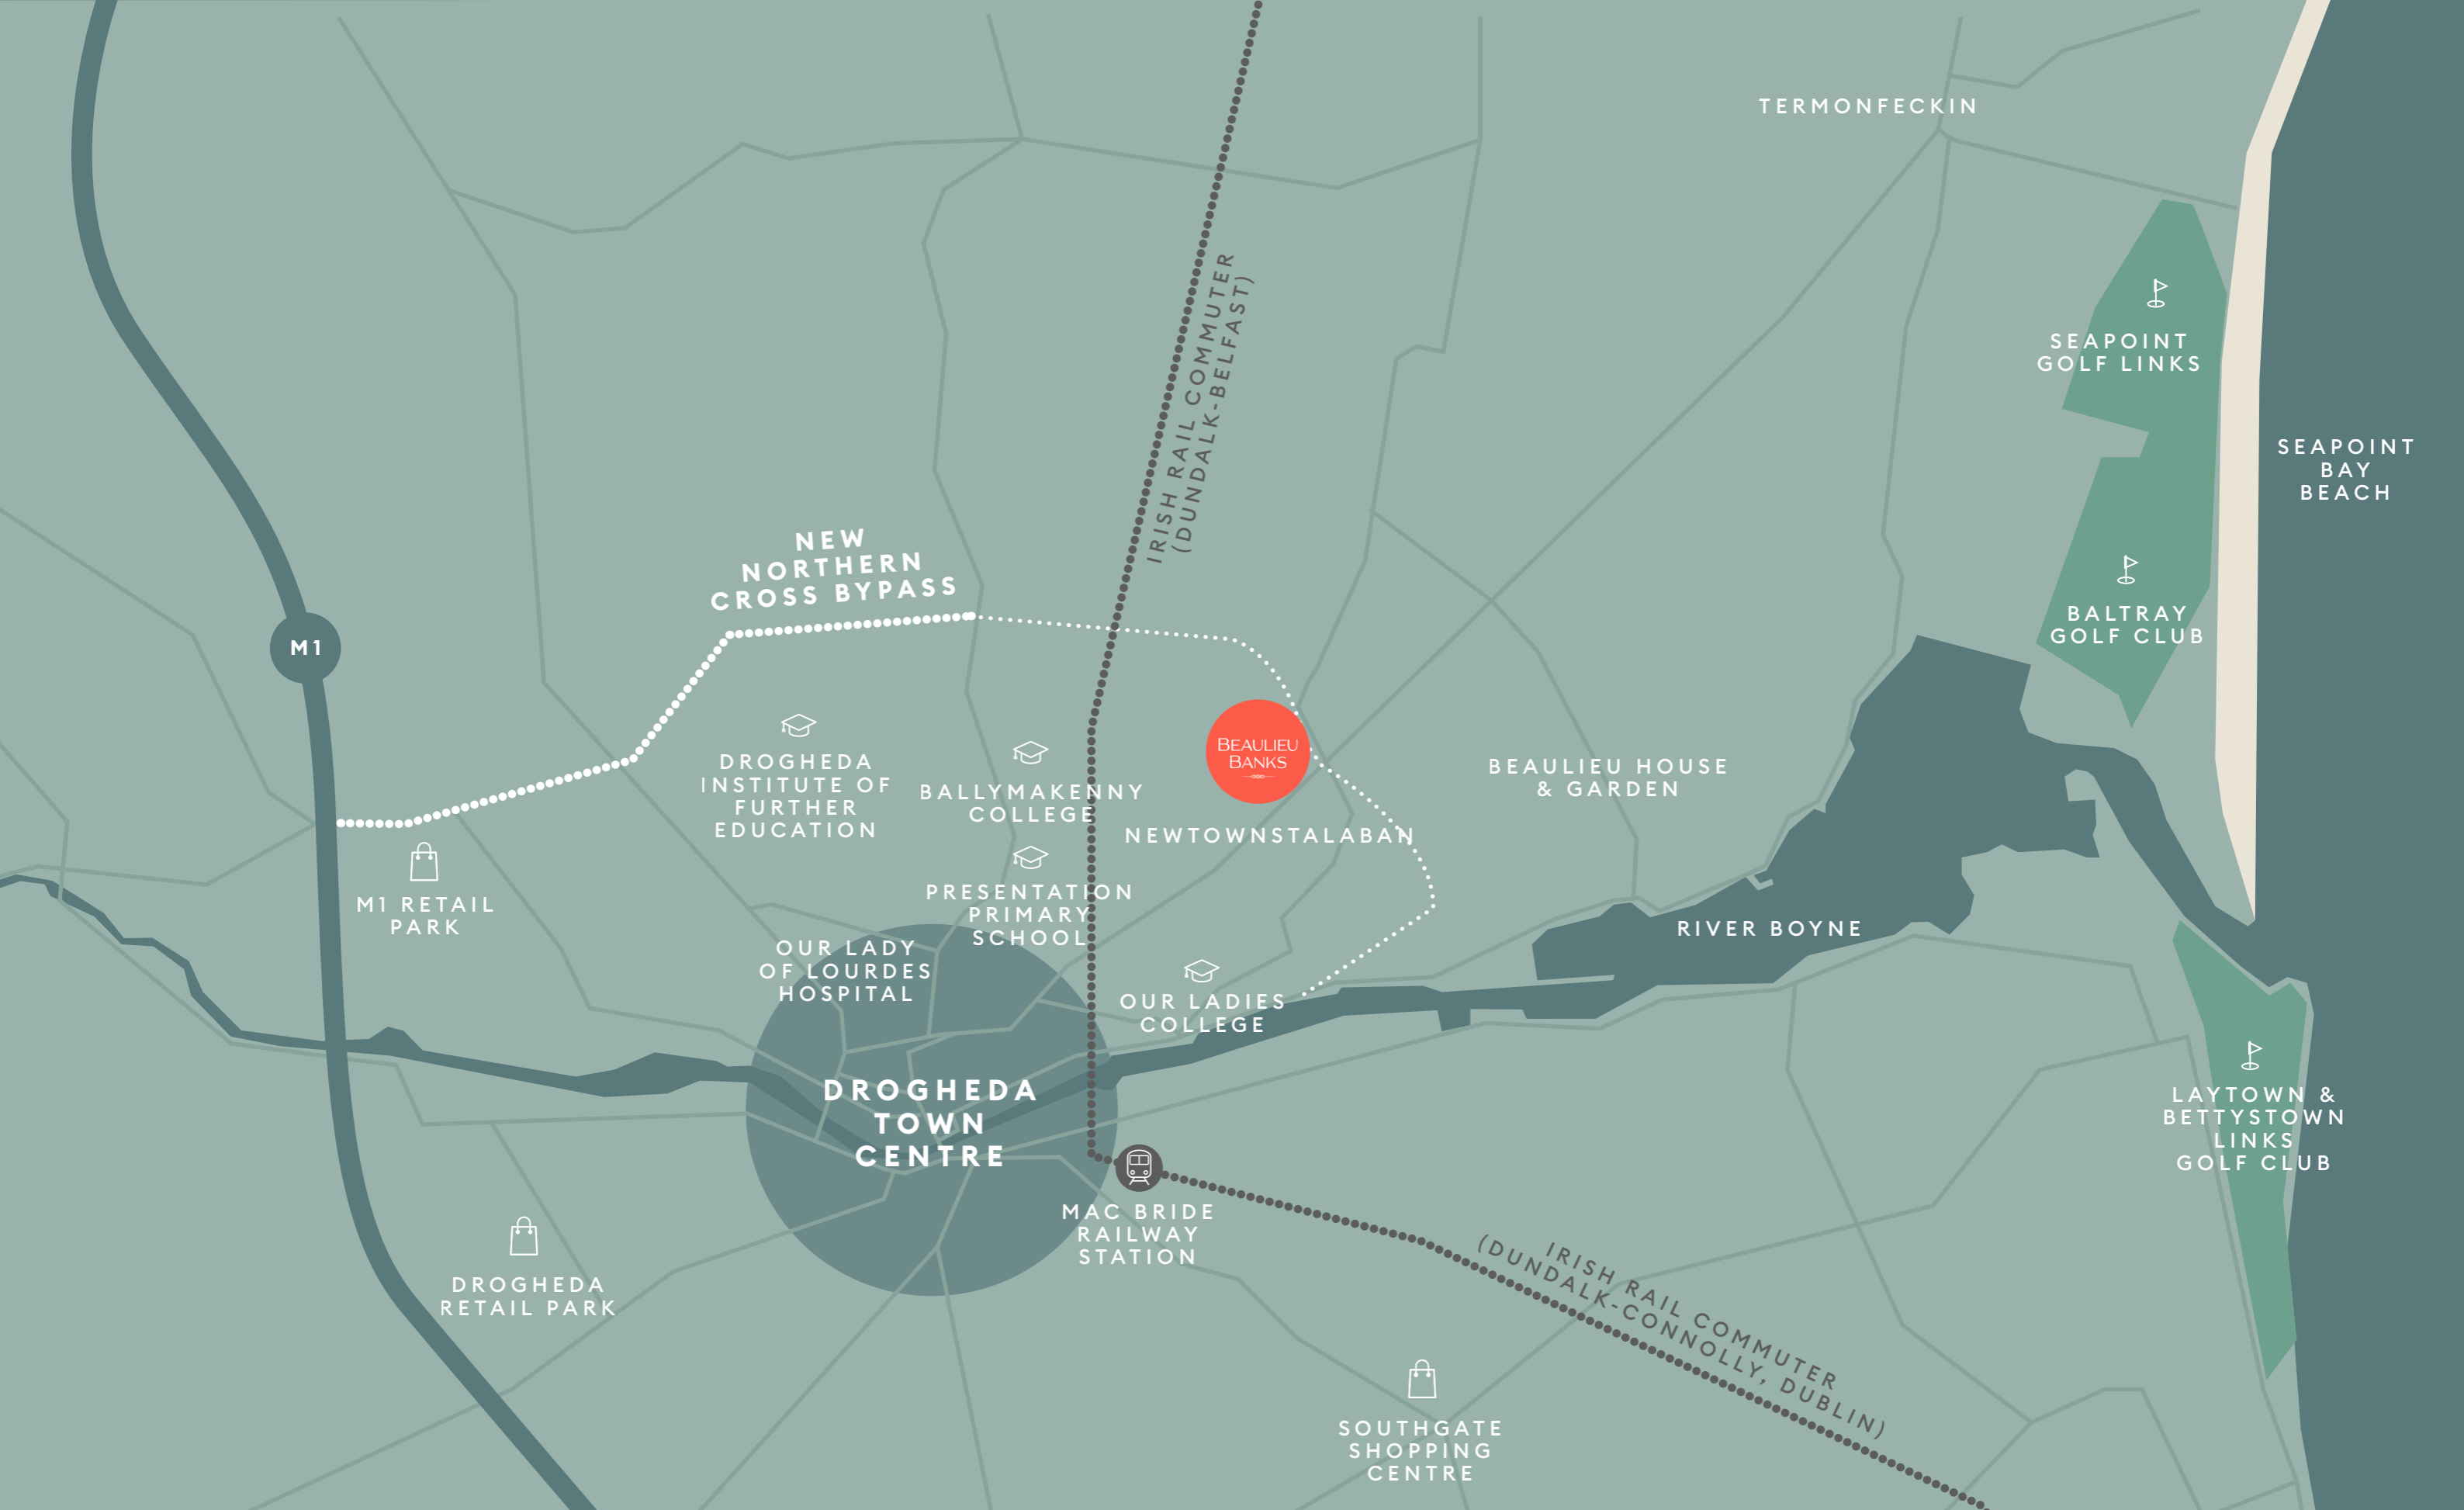 TERMONFECKIN
IRISH RAIL COMMUTER
(DUNDALK-BELFAST)
SEAPOINT
GOLF LINKS
SEAPOINT
BAY
BEACH
NEW
NORTHERN
CROSS BYPASS
BALTRAY
GOLF CLUB
M1
BEAULIEU
BANKS
DROGHEDA
INSTITUTE OF
FURTHER
EDUCATION
BALLYMAKENNY
COLLEGE
BEAULIEU HOUSE
& GARDEN
NEWTOWNSTALABAN
M1 RETAIL
PARK
PRESENTATION
PRIMARY
SCHOOL
RIVER BOYNE
OUR LADY
OF LOURDES
HOSPITAL
OUR LADIES
COLLEGE
DROGHEDA
TOWN
CENTRE
LAYTOWN &
BETTYSTOWN
LINKS
GOLF CLUB
MAC BRIDE
RAILWAY
STATION
DROGHEDA
RETAIL PARK
IRISH RAIL COMMUTER
(DUNDALK-CONNOLLY, DUBLIN)
SOUTHGATE
SHOPPING
CENTRE